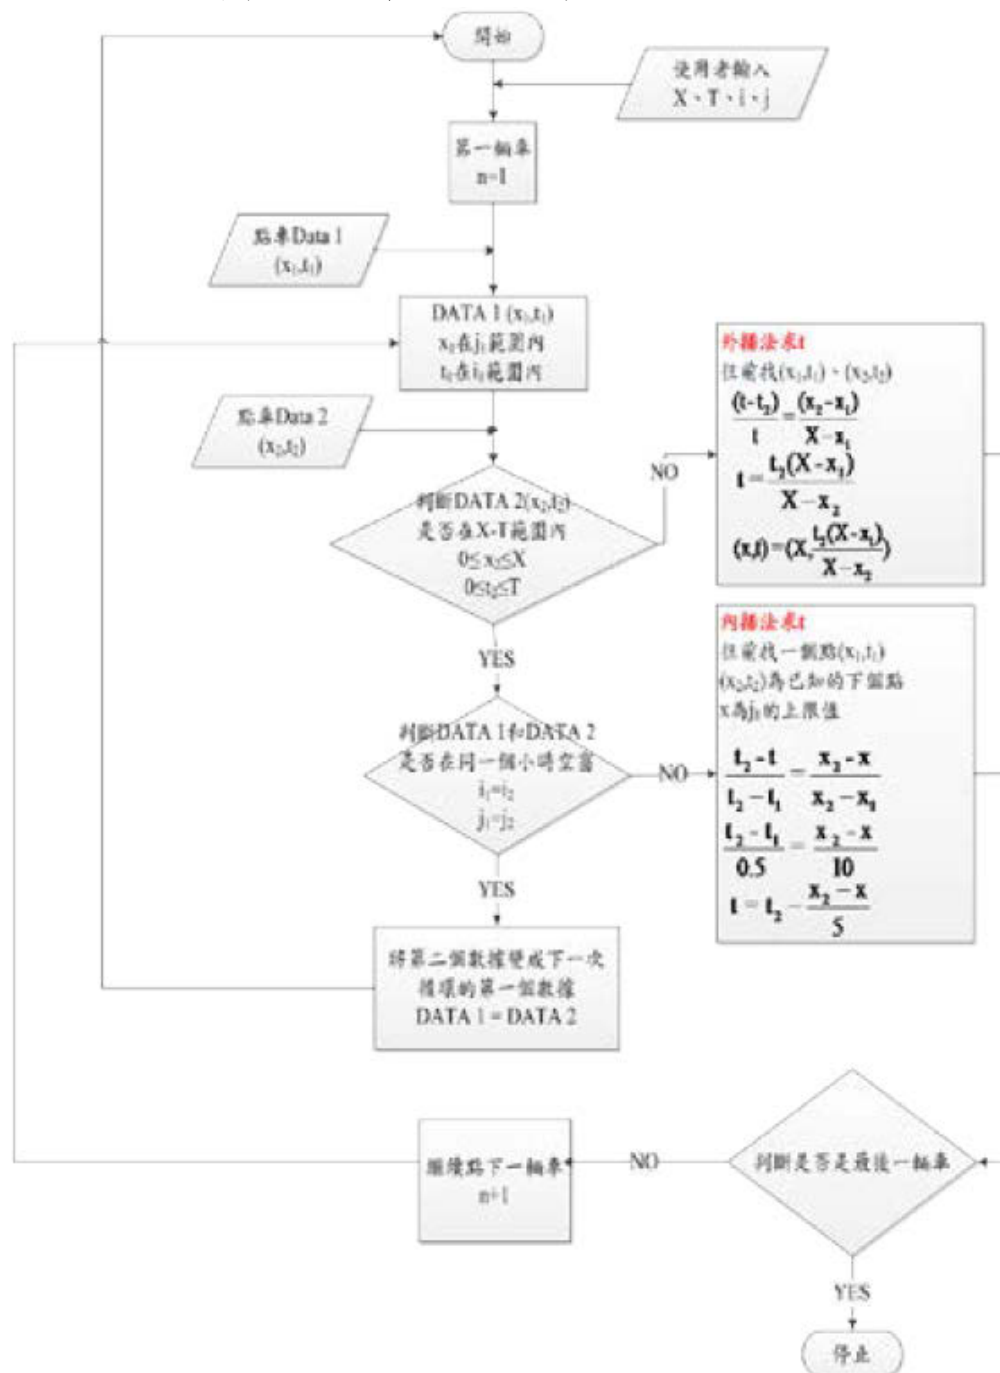 開始
使用者輸入
X、T、i、j
第一輛車
n=1
點車Data 1
(x₁,t₁)
DATA 1 (x₁,t₁)
x₁在j₁範圍內
t₁在i₁範圍內
點車Data 2
(x₂,t₂)
判斷DATA 2(x₂,t₂)
是否在X-T範圍內
0≤ x₂≤X
0≤t₂≤T
NO
外插法求t
往前找(x₁,t₁)、(x₂,t₂)
(t-t₂)/t = (x₂-x₁)/(X-x₁)
t = t₂(X-x₁)/(X-x₂)
(x,t)=(X, t₂(X-x₁)/(X-x₂))
YES
判斷DATA 1和DATA 2
是否在同一個小時空當
i₁=i₂
j₁=j₂
NO
內插法求t
往前找一個點(x₁,t₁)
(x₂,t₂)為已知的下個點
x為j₁的上限值
(t₂-t)/(t₂-t₁) = (x₂-x)/(x₂-x₁)
(t₂-t₁)/0.5 = (x₂-x)/10
t = t₂ - (x₂-x)/5
YES
將第二個數據變成下一次
循環的第一個數據
DATA 1 = DATA 2
判斷是否是最後一輛車
NO
繼續點下一輛車
n+1
YES
停止